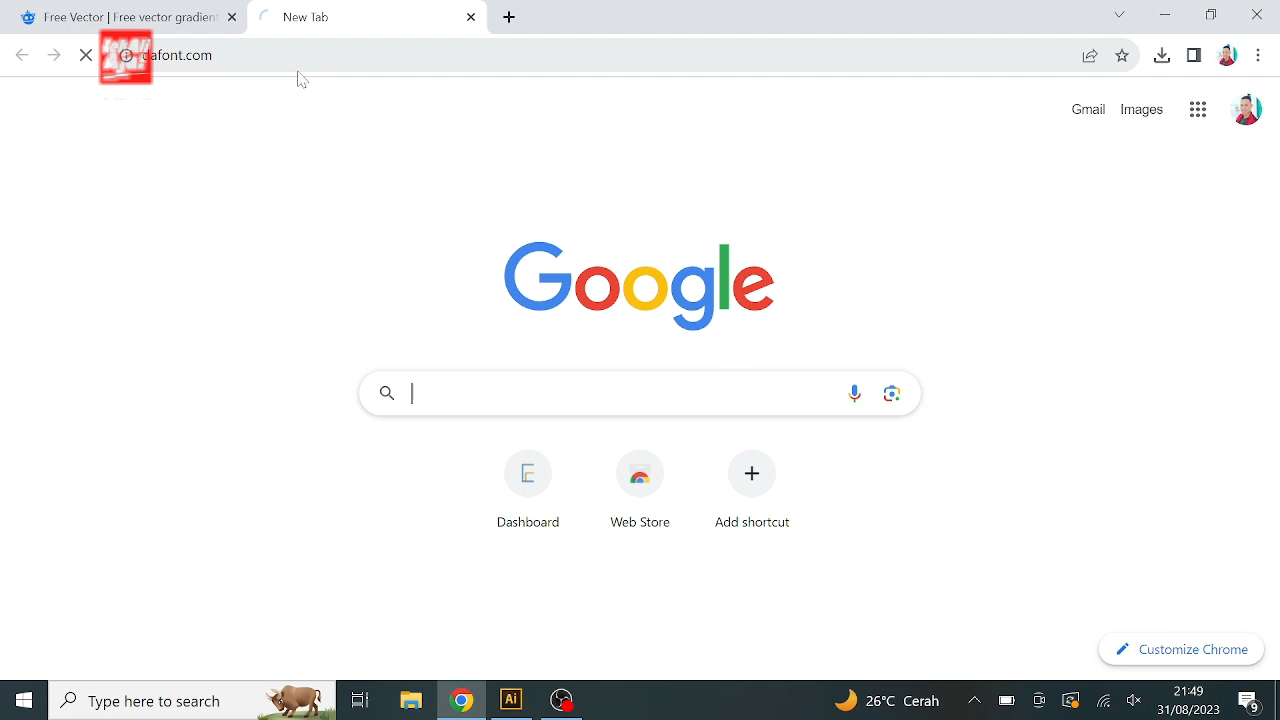 Free Vector | Free vector gradient
New Tab
dafont.com
Gmail
Images
Google
Dashboard
Web Store
Add shortcut
Customize Chrome
Type here to search
Ai
26°C Cerah
21:49
31/08/2023
9